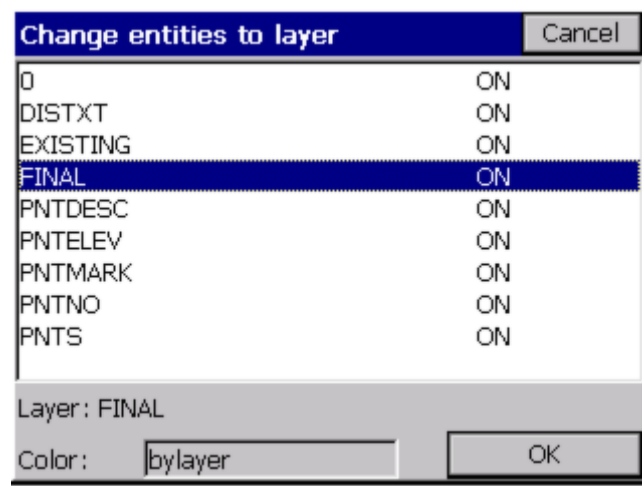 Change entities to layer Cancel
0 ON
DISTXT ON
EXISTING ON
FINAL ON
PNTDESC ON
PNTELEV ON
PNTMARK ON
PNTNO ON
PNTS ON
Layer: FINAL
Color: bylayer OK